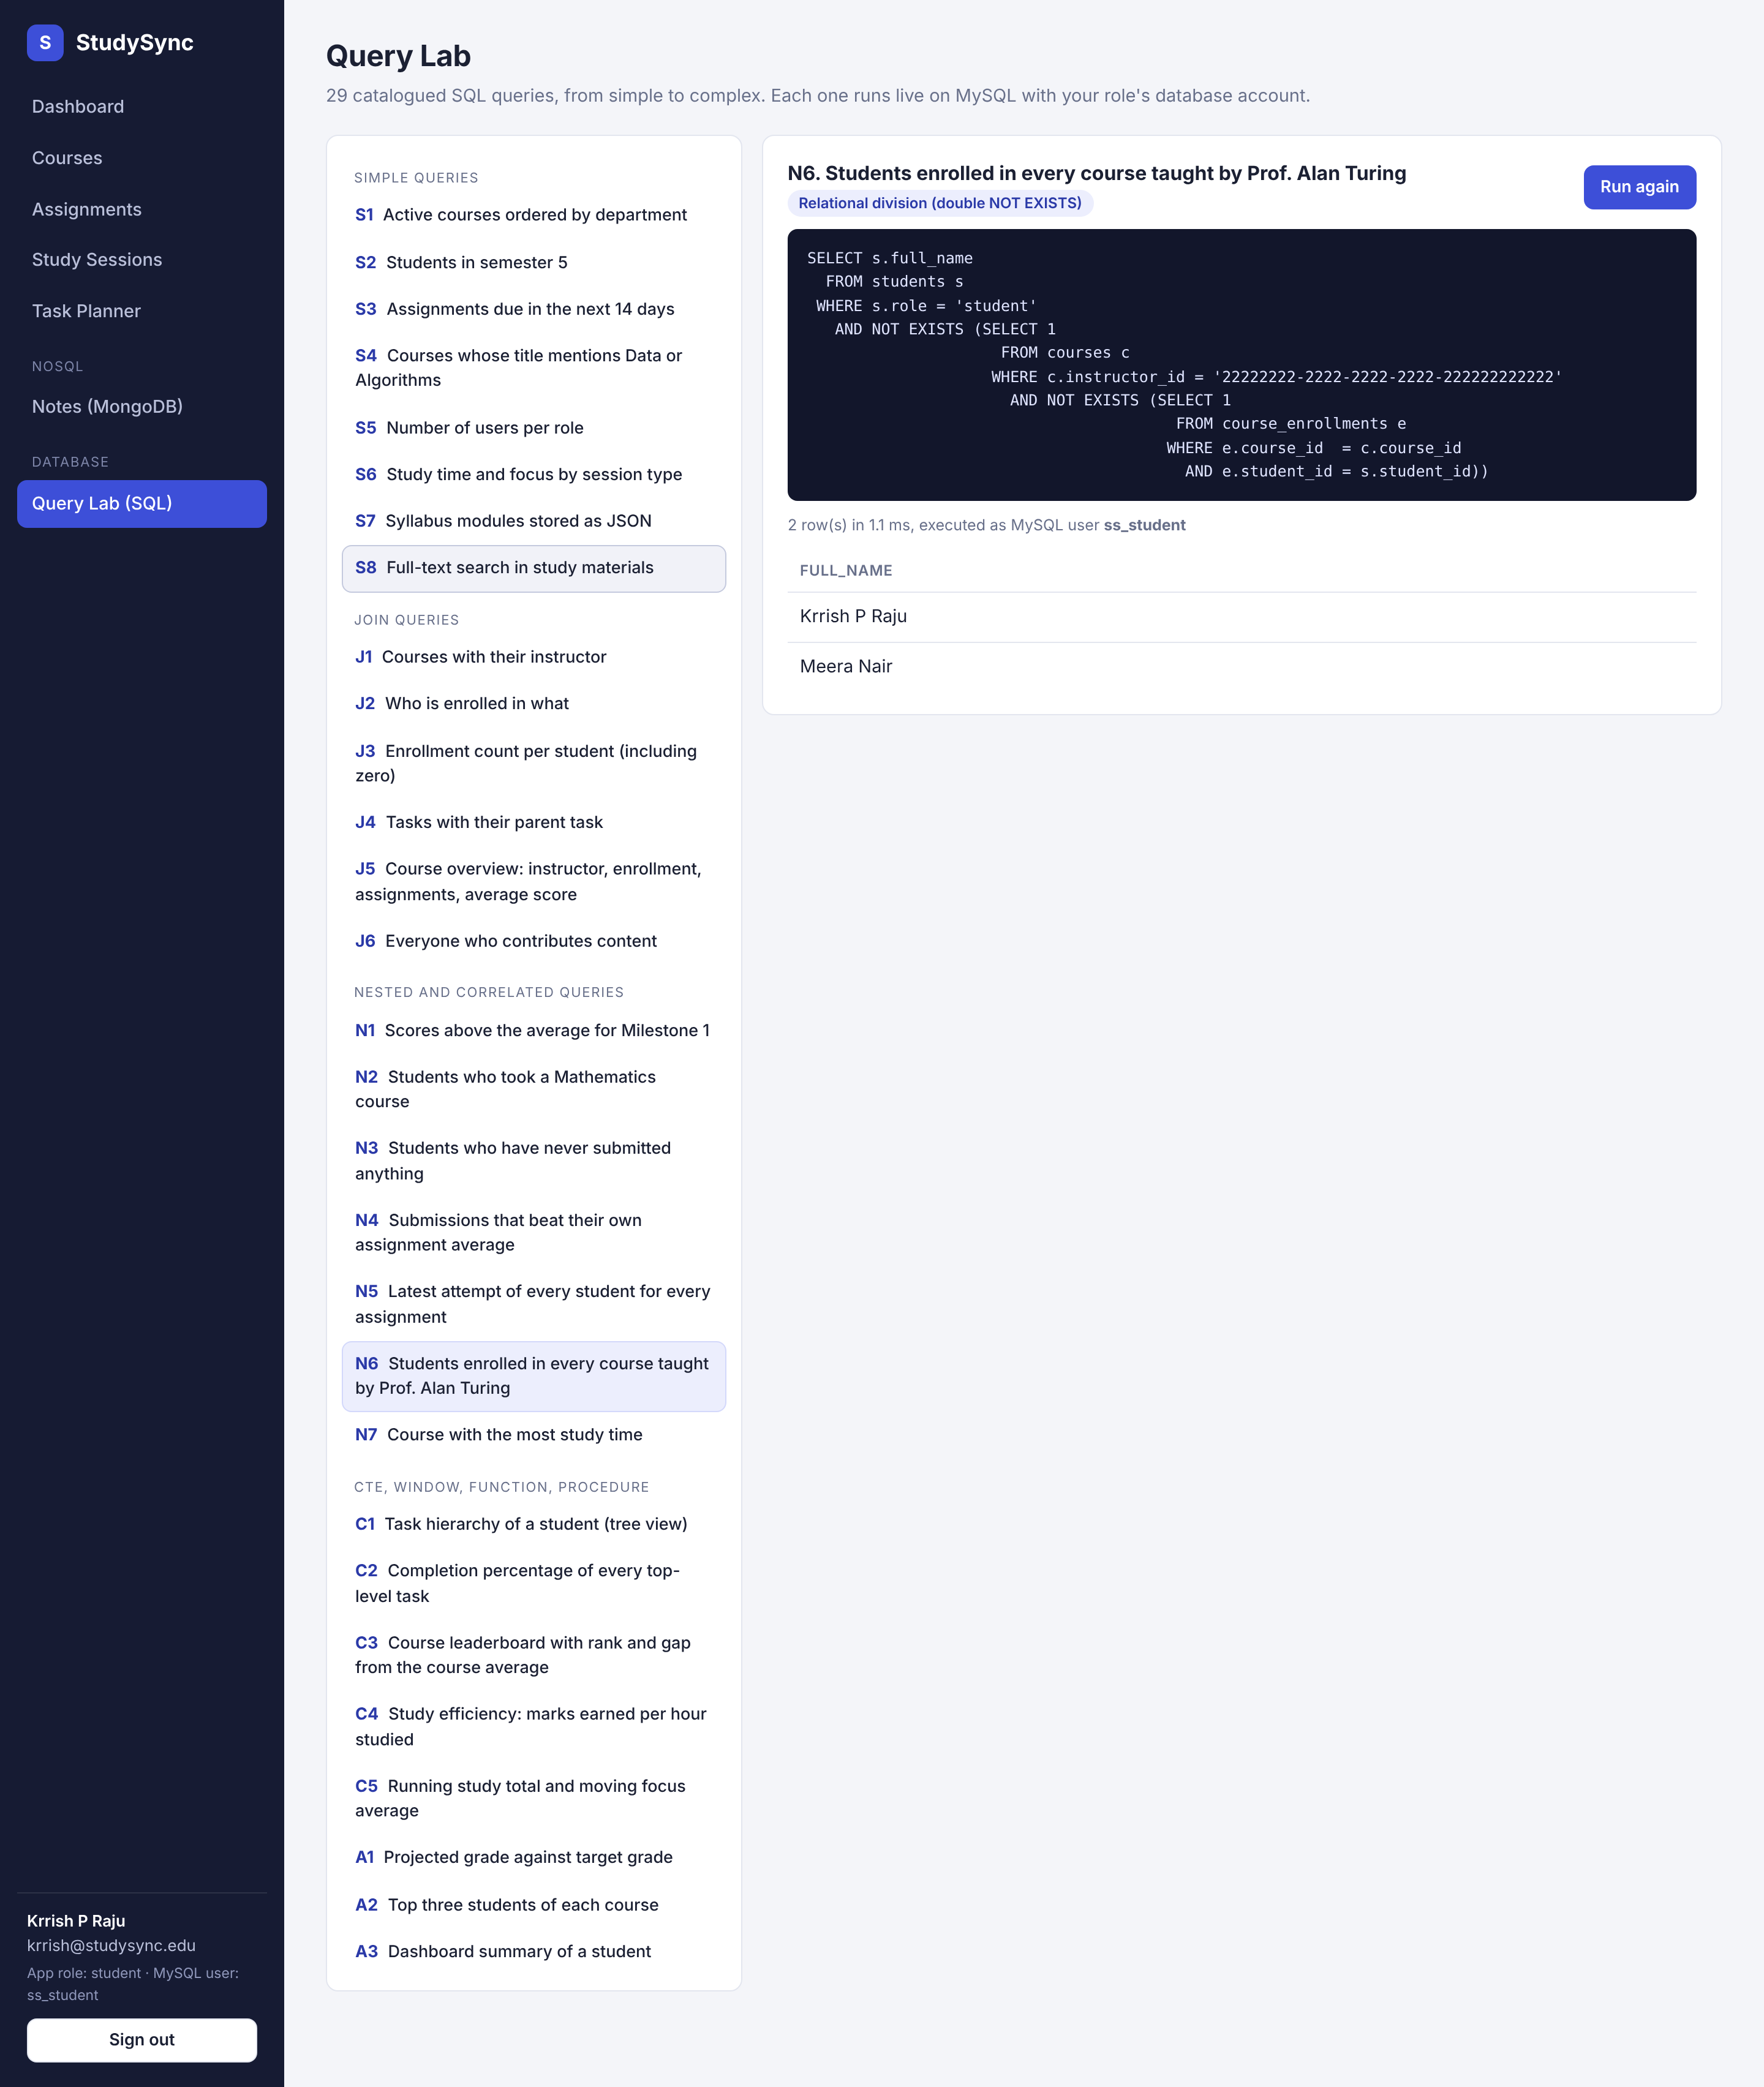 S StudySync
Dashboard
Courses
Assignments
Study Sessions
Task Planner
NOSQL
Notes (MongoDB)
DATABASE
Query Lab (SQL)
Krrish P Raju
krrish@studysync.edu
App role: student · MySQL user:
ss_student
Sign out
Query Lab
29 catalogued SQL queries, from simple to complex. Each one runs live on MySQL with your role's database account.
SIMPLE QUERIES
S1 Active courses ordered by department
S2 Students in semester 5
S3 Assignments due in the next 14 days
S4 Courses whose title mentions Data or
Algorithms
S5 Number of users per role
S6 Study time and focus by session type
S7 Syllabus modules stored as JSON
S8 Full-text search in study materials
JOIN QUERIES
J1 Courses with their instructor
J2 Who is enrolled in what
J3 Enrollment count per student (including
zero)
J4 Tasks with their parent task
J5 Course overview: instructor, enrollment,
assignments, average score
J6 Everyone who contributes content
NESTED AND CORRELATED QUERIES
N1 Scores above the average for Milestone 1
N2 Students who took a Mathematics
course
N3 Students who have never submitted
anything
N4 Submissions that beat their own
assignment average
N5 Latest attempt of every student for every
assignment
N6 Students enrolled in every course taught
by Prof. Alan Turing
N7 Course with the most study time
CTE, WINDOW, FUNCTION, PROCEDURE
C1 Task hierarchy of a student (tree view)
C2 Completion percentage of every top-
level task
C3 Course leaderboard with rank and gap
from the course average
C4 Study efficiency: marks earned per hour
studied
C5 Running study total and moving focus
average
A1 Projected grade against target grade
A2 Top three students of each course
A3 Dashboard summary of a student
N6. Students enrolled in every course taught by Prof. Alan Turing
Relational division (double NOT EXISTS)
Run again
SELECT s.full_name
FROM students s
WHERE s.role = 'student'
AND NOT EXISTS (SELECT 1
FROM courses c
WHERE c.instructor_id = '22222222-2222-2222-2222-222222222222'
AND NOT EXISTS (SELECT 1
FROM course_enrollments e
WHERE e.course_id  = c.course_id
AND e.student_id = s.student_id))
2 row(s) in 1.1 ms, executed as MySQL user ss_student
FULL_NAME
Krrish P Raju
Meera Nair